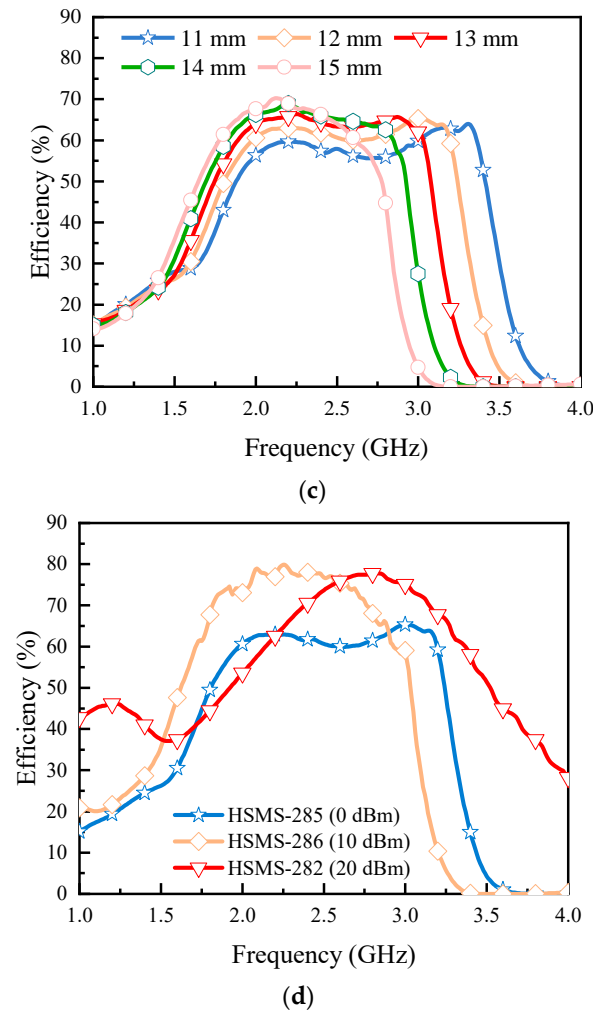 90
80
70
60
50
40
30
20
10
0
Efficiency (%)
11 mm 12 mm 13 mm
14 mm 15 mm
1.0 1.5 2.0 2.5 3.0 3.5 4.0
Frequency (GHz)
(c)
90
80
70
60
50
40
30
20
10
0
Efficiency (%)
HSMS-285 (0 dBm)
HSMS-286 (10 dBm)
HSMS-282 (20 dBm)
1.0 1.5 2.0 2.5 3.0 3.5 4.0
Frequency (GHz)
(d)